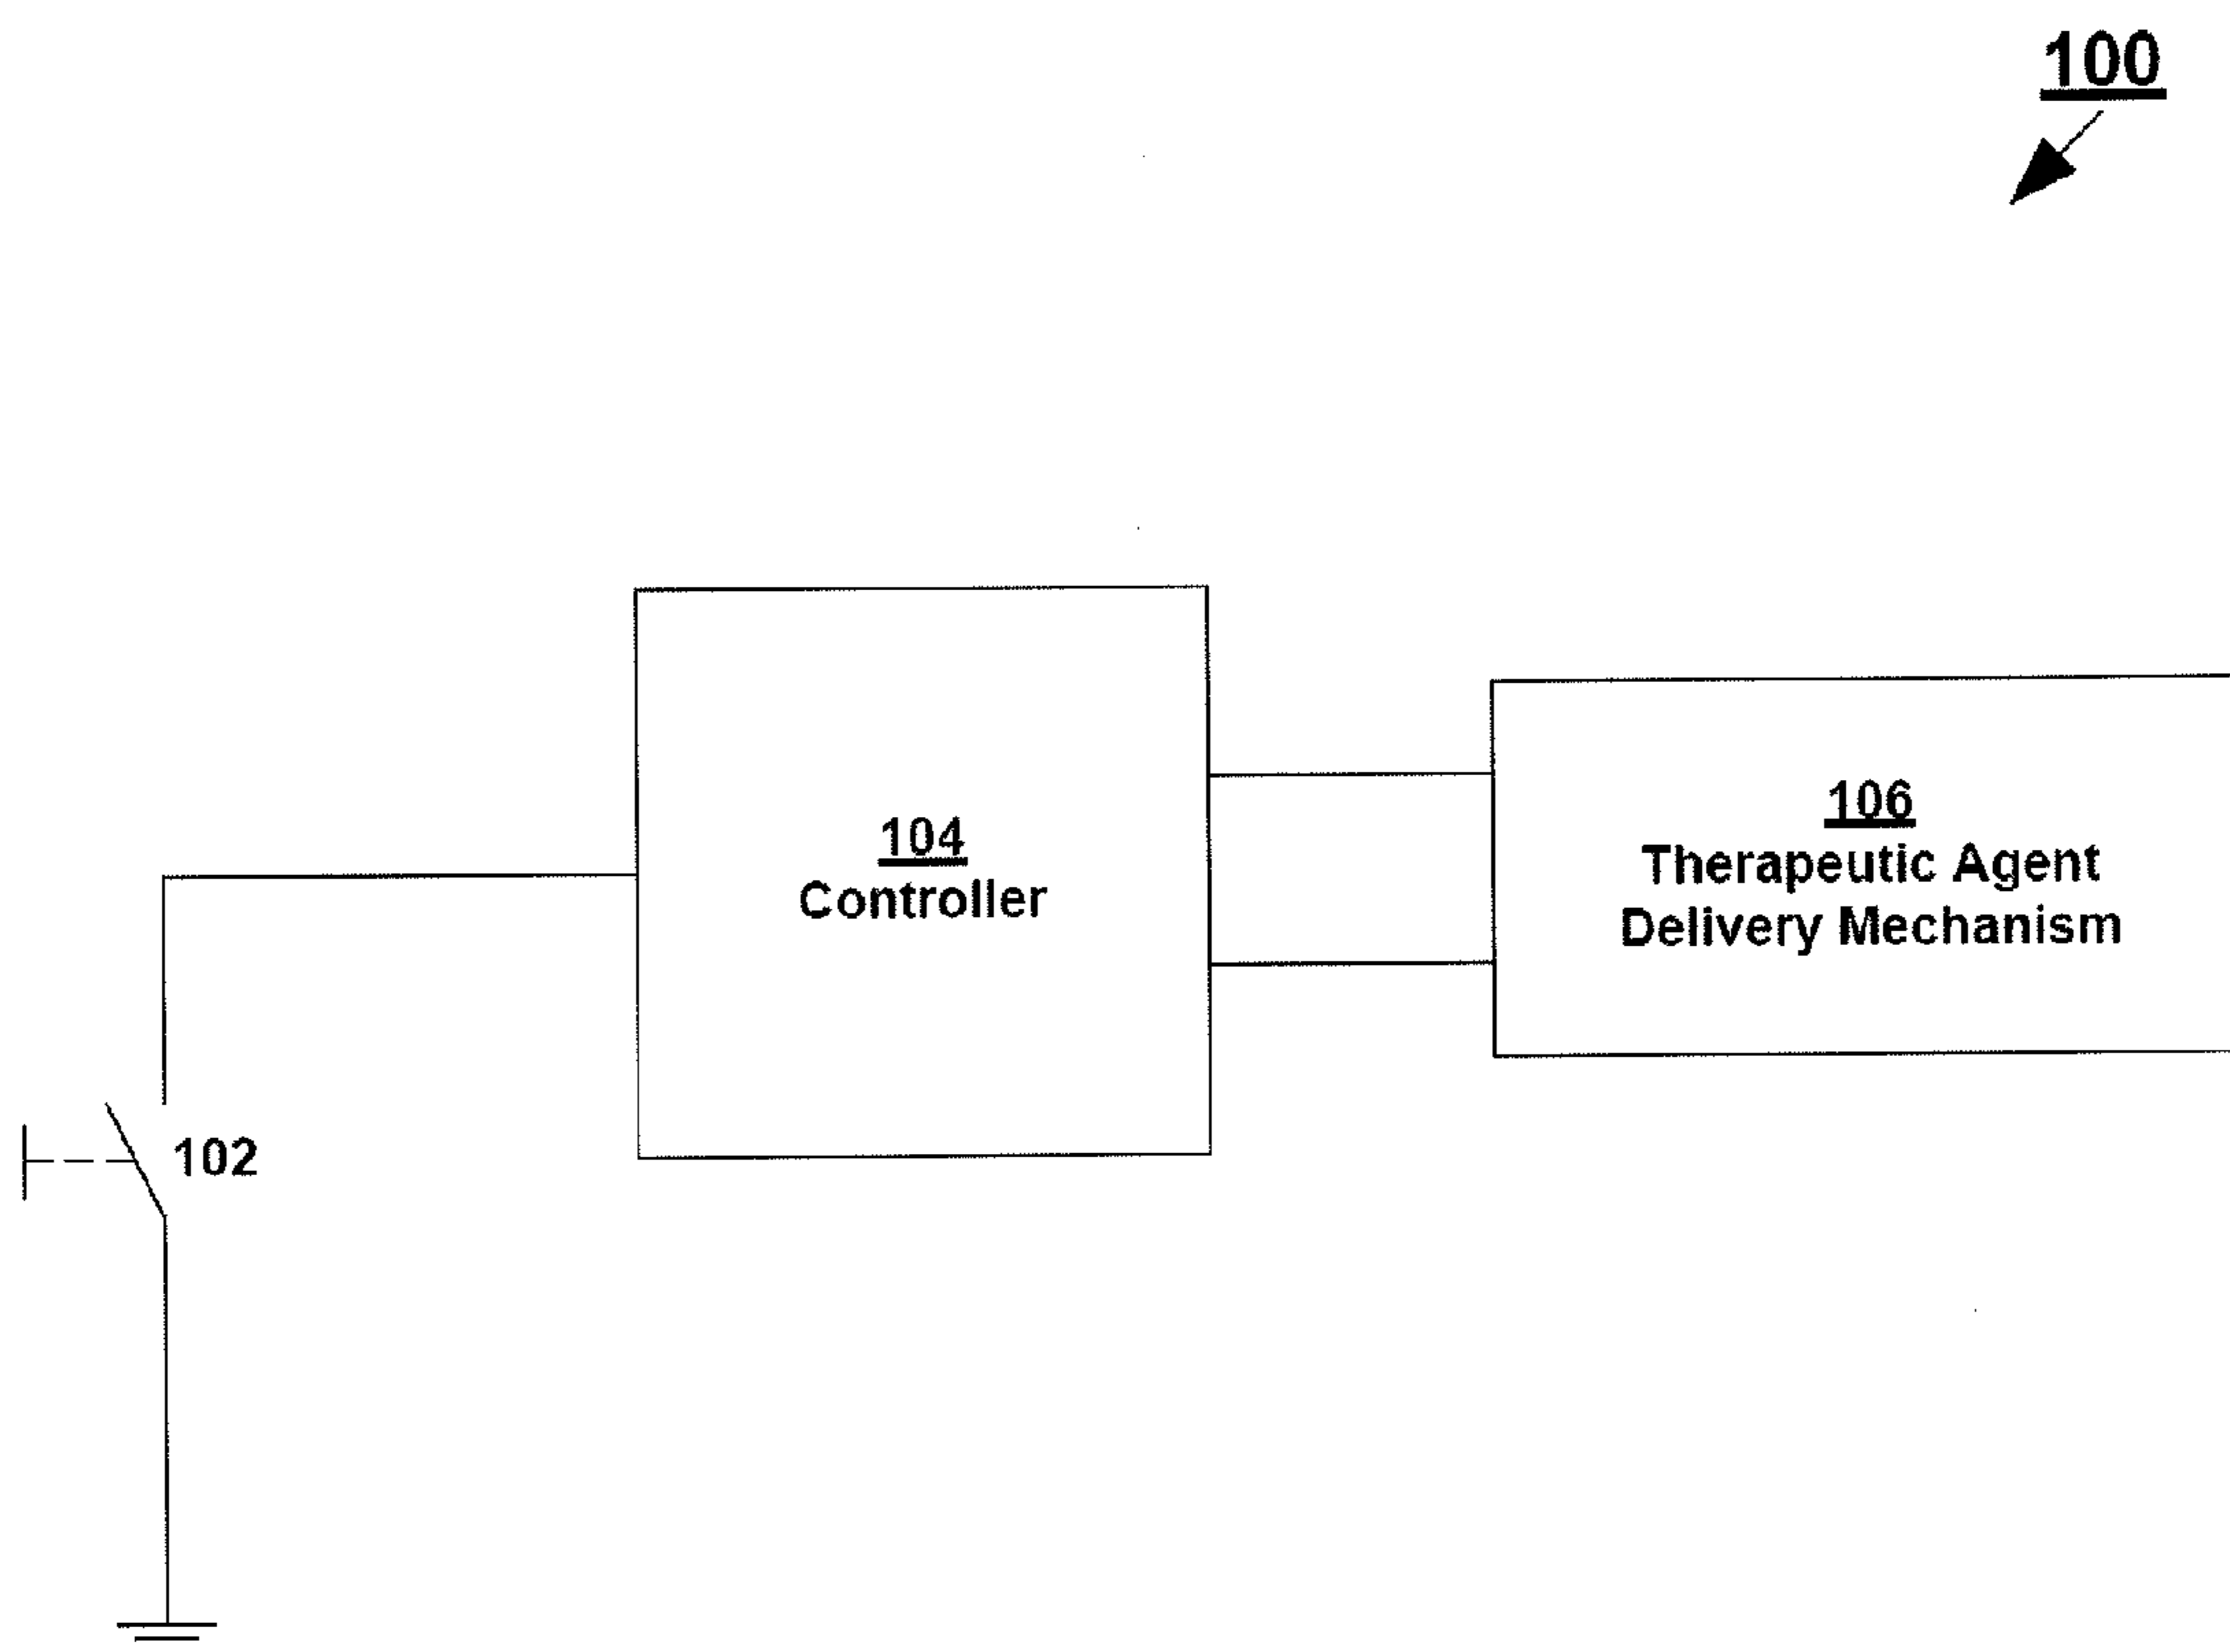 100
104
Controller
106
Therapeutic Agent
Delivery Mechanism
102